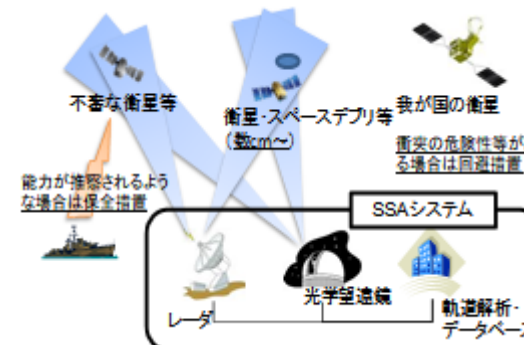 不審な衛星等
衛星・スペースデブリ等
(数cm～)
我が国の衛星
衝突の危険性等が
る場合は回避措置
能力が推察されるよう
な場合は保全措置
SSAシステム
レーダ
光学望遠鏡
軌道解析・
データベース